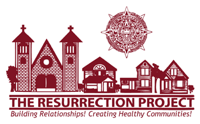 THE RESURRECTION PROJECT
Building Relationships! Creating Healthy Communities!